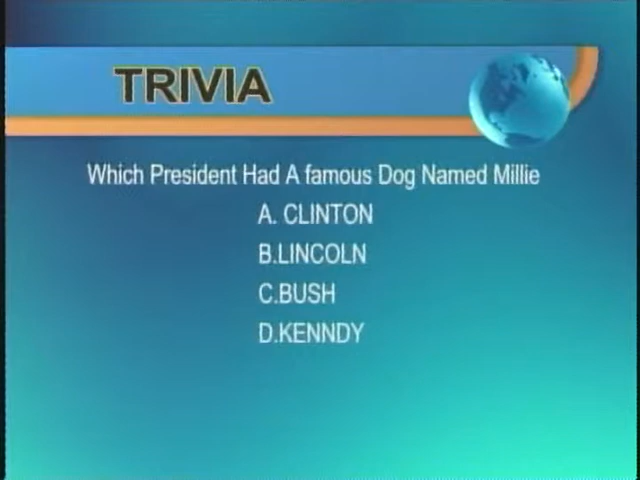 TRIVIA
Which President Had A famous Dog Named Millie
A. CLINTON
B.LINCOLN
C.BUSH
D.KENNDY